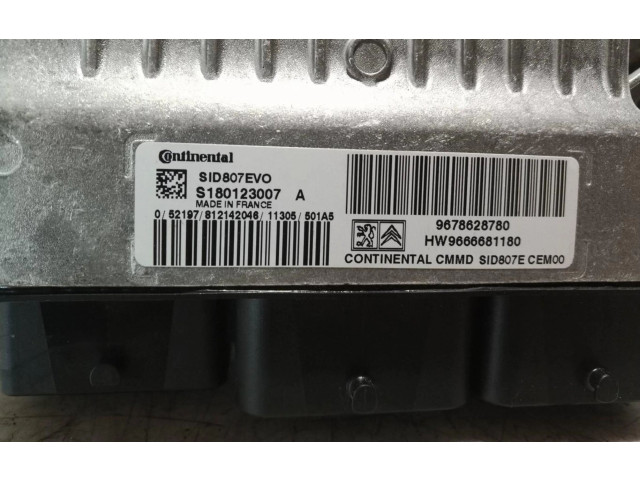 Continental
SID807EVO
S180123007 A
MADE IN FRANCE
0/52197/812142046/11305/501A5
9678628780
HW9666681180
CONTINENTAL CMMD SID807E CEM00